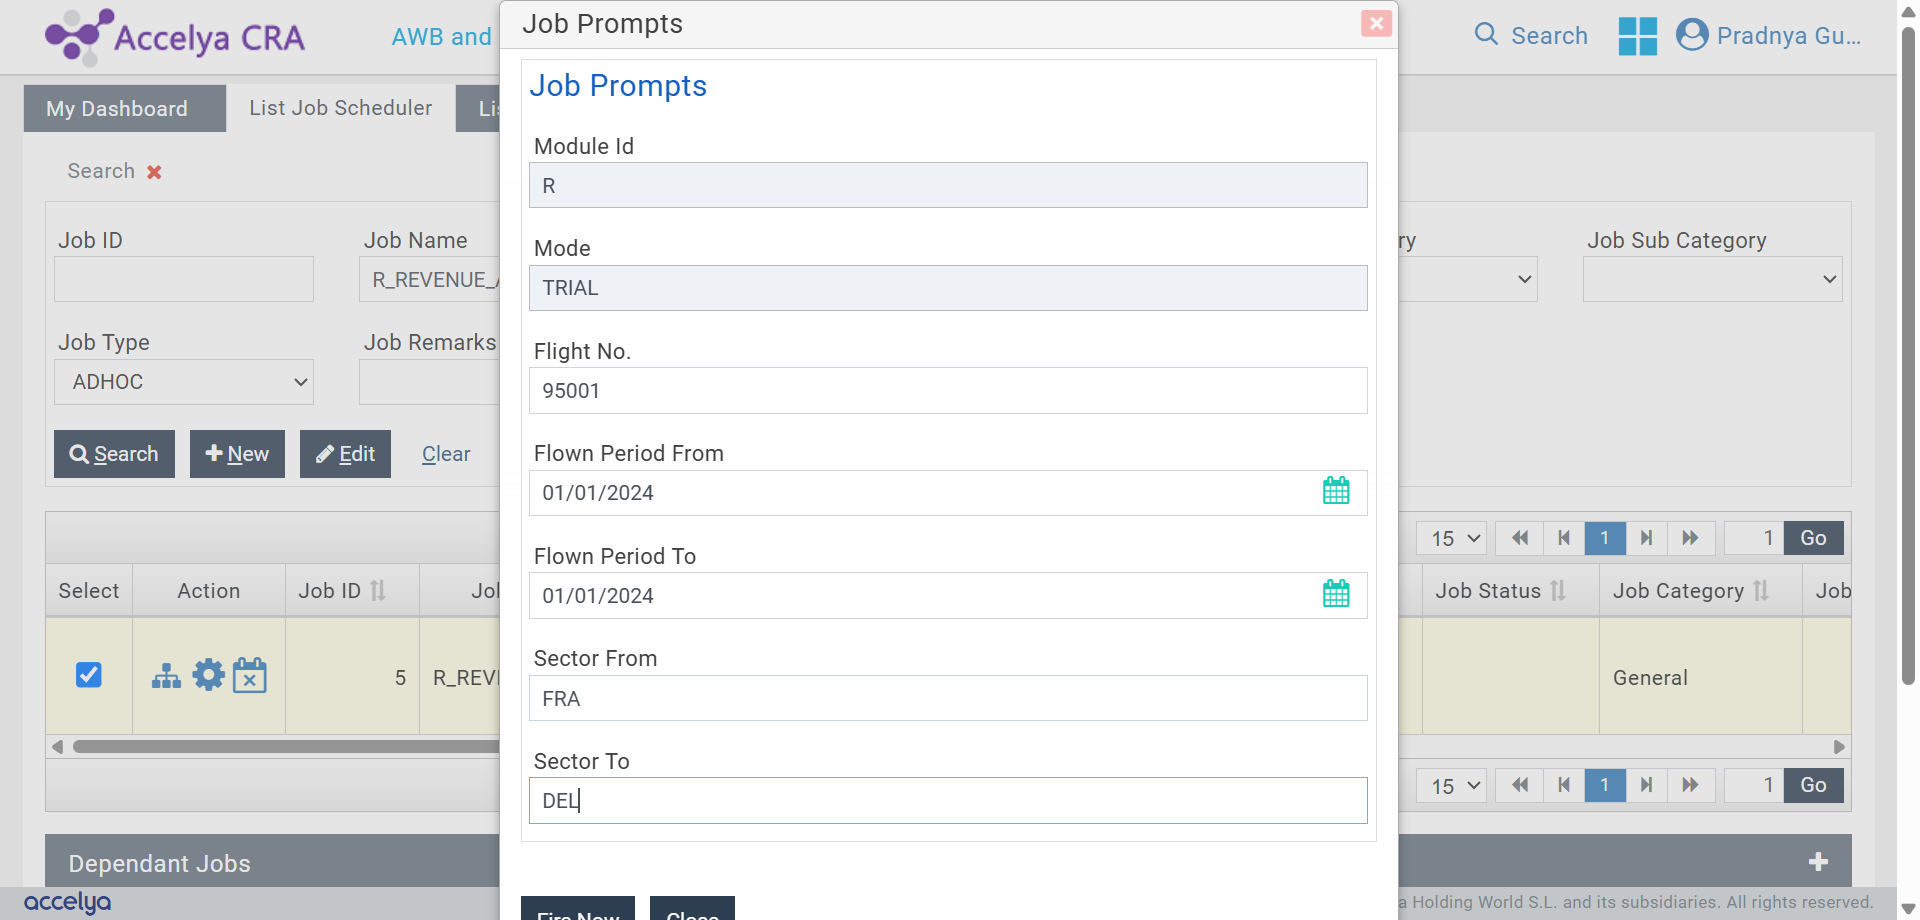 Accelya CRA
AWB and
Search
Pradnya Gu...
My Dashboard
List Job Scheduler
Job Prompts
Job Prompts
Module Id
R
Mode
TRIAL
Flight No.
95001
Flown Period From
01/01/2024
Flown Period To
01/01/2024
Sector From
FRA
Sector To
DEL
Fire Now
Close
Search
Job ID
Job Name
R_REVENUE_
Job Sub Category
Job Type
Job Remarks
ADHOC
Search
New
Edit
Clear
15
1
1
Go
Select
Action
Job ID
Job Status
Job Category
Job
5
R_REV
General
15
1
1
Go
Dependant Jobs
accelya
a Holding World S.L. and its subsidiaries. All rights reserved.